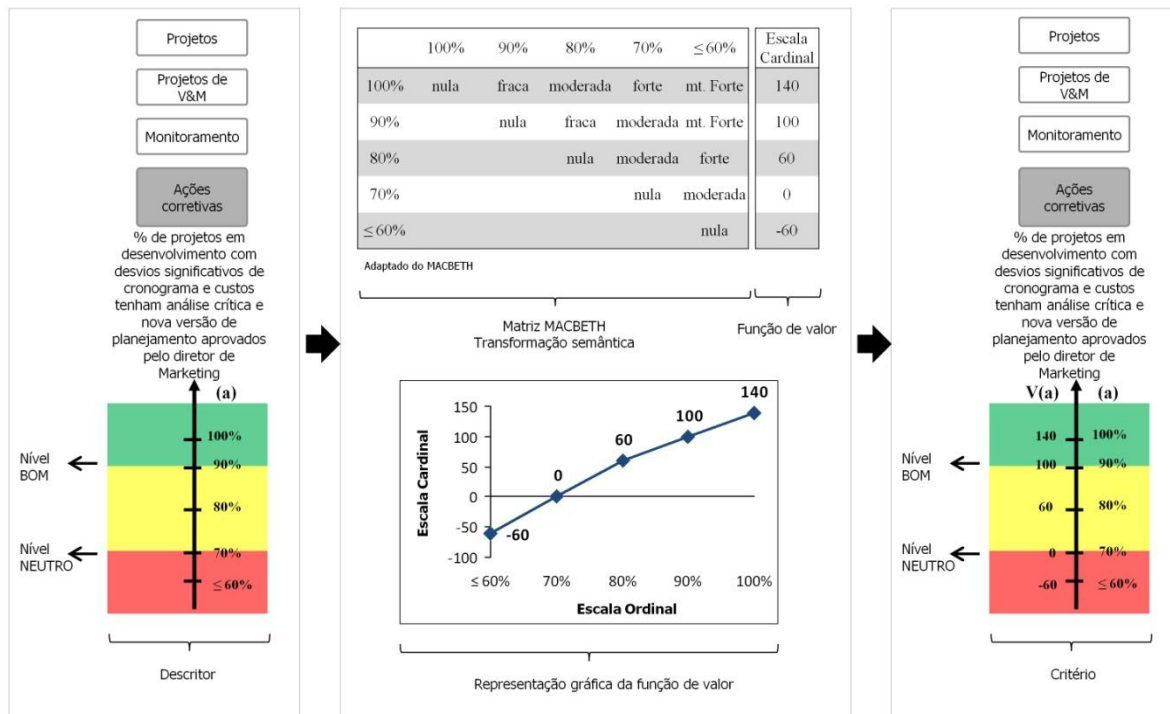 Projetos
Projetos de
V&M
Monitoramento
Ações
corretivas
% de projetos em
desenvolvimento com
desvios significativos de
cronograma e custos
tenham análise crítica e
nova versão de
planejamento aprovados
pelo diretor de
Marketing
(a)
100%
90%
80%
70%
≤ 60%
Nível
BOM
Nível
NEUTRO
Descritor
100% 90% 80% 70% ≤ 60% Escala
Cardinal
100% nula fraca moderada forte mt. Forte 140
90% nula fraca moderada mt. Forte 100
80% nula moderada forte 60
70% nula moderada 0
≤ 60% nula -60
Adaptado do MACBETH
Matriz MACBETH
Transformação semântica
Função de valor
Escala Cardinal
150
100
50
0
-50
-100
-60
0
60
100
140
≤ 60% 70% 80% 90% 100%
Escala Ordinal
Representação gráfica da função de valor
Projetos
Projetos de
V&M
Monitoramento
Ações
corretivas
% de projetos em
desenvolvimento com
desvios significativos de
cronograma e custos
tenham análise crítica e
nova versão de
planejamento aprovados
pelo diretor de
Marketing
V(a) (a)
140 100%
100 90%
60 80%
0 70%
-60 ≤ 60%
Nível
BOM
Nível
NEUTRO
Critério